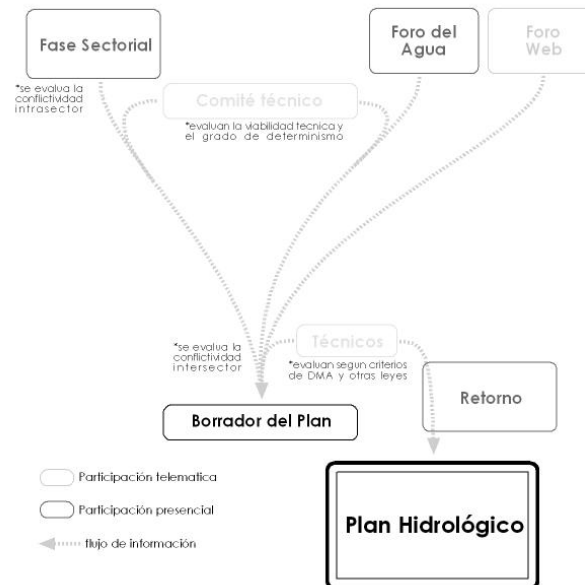 Fase Sectorial
Foro del
Agua
Foro
Web
*se evalua la
conflictividad
intrasector
Comité técnico
*evaluan la viabilidad tecnica y
el grado de determinismo
*se evalua la
conflictividad
intersector
Técnicos
*evaluan segun criterios
de DMA y otras leyes
Retorno
Borrador del Plan
Plan Hidrológico
Participación telematica
Participación presencial
flujo de información